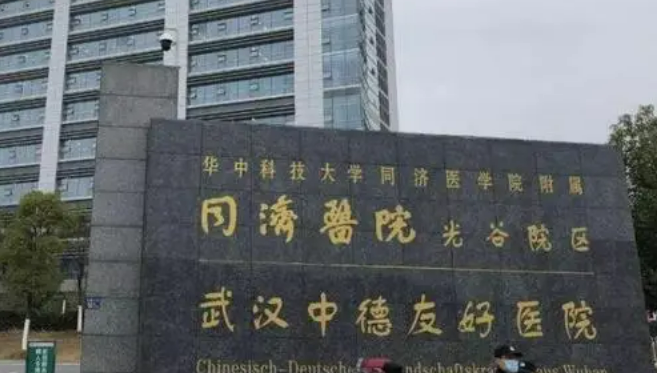 华中科技大学同济医学院附属
同濟醫院 光谷院区
武汉中德友好医院
Chinesisch-Deutsche